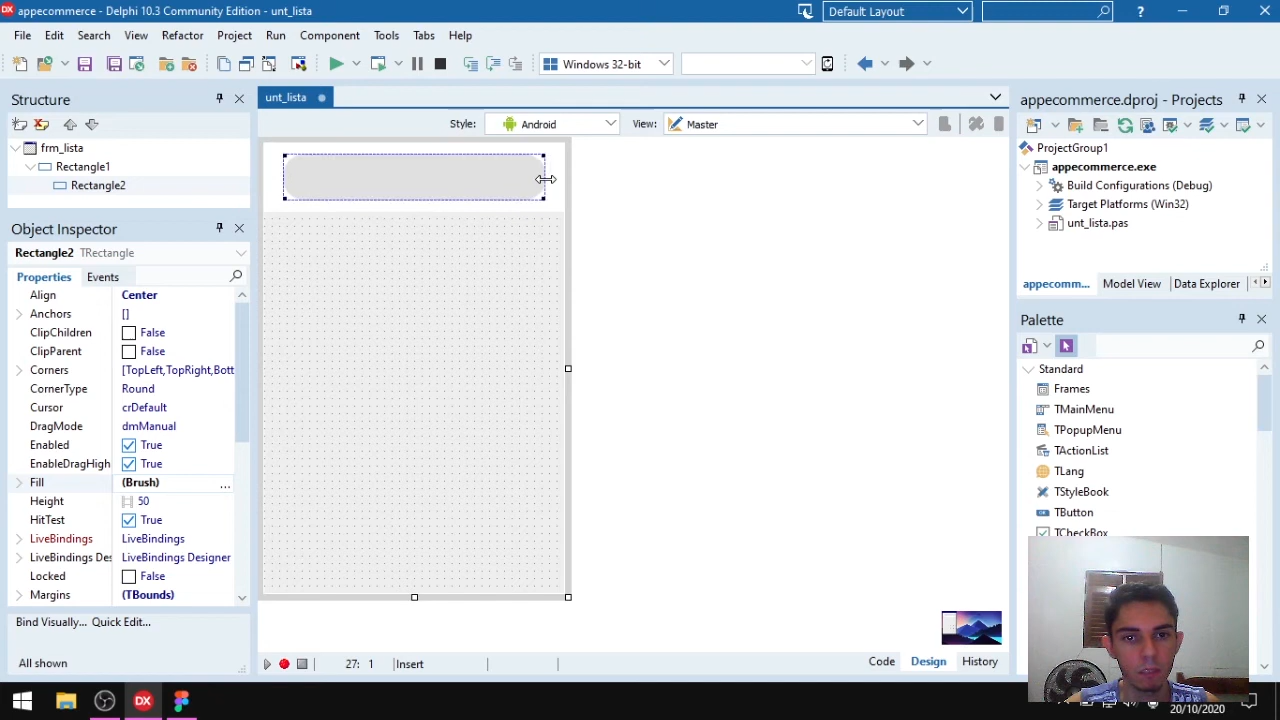 appecommerce - Delphi 10.3 Community Edition - unt_lista
Default Layout
File Edit Search View Refactor Project Run Component Tools Tabs Help
Windows 32-bit
Structure
frm_lista
Rectangle1
Rectangle2
Object Inspector
Rectangle2 TRectangle
Properties Events
Align Center
Anchors []
ClipChildren False
ClipParent False
Corners [TopLeft,TopRight,Bott
CornerType Round
Cursor crDefault
DragMode dmManual
Enabled True
EnableDragHigh True
Fill (Brush) ...
Height 50
HitTest True
LiveBindings LiveBindings
LiveBindings Des LiveBindings Designer
Locked False
Margins (TBounds)
Bind Visually... Quick Edit...
All shown
unt_lista
Style: Android View: Master
27: 1 Insert
Code Design History
appecommerce.dproj - Projects
ProjectGroup1
appecommerce.exe
Build Configurations (Debug)
Target Platforms (Win32)
unt_lista.pas
appecomm... Model View Data Explorer
Palette
Standard
Frames
TMainMenu
TPopupMenu
TActionList
TLang
TStyleBook
TButton
TCheckBox
20/10/2020